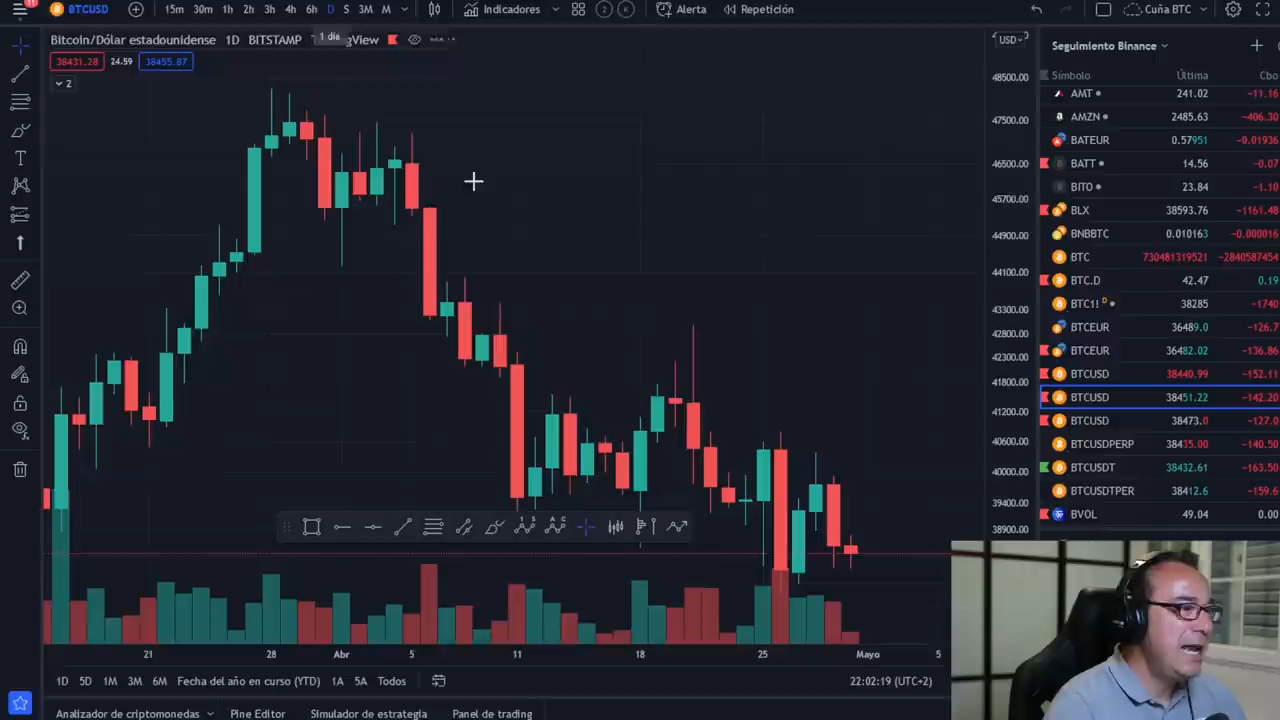 11 BTCUSD 15m 30m 1h 2h 3h 4h 6h D S 3M M Indicadores 2 K Alerta Repetición Cuña BTC
Bitcoin/Dólar estadounidense 1D BITSTAMP 1 día View
USD
38431.28 24.59 38455.87
2
48500.00
47500.00
46500.00
45700.00
44900.00
44100.00
43300.00
42800.00
42300.00
41800.00
41200.00
40600.00
40000.00
39400.00
38900.00
21 28 Abr 5 11 18 25 Mayo 5
1D 5D 1M 3M 6M Fecha del año en curso (YTD) 1A 5A Todos 22:02:19 (UTC+2)
Analizador de criptomonedas Pine Editor Simulador de estrategia Panel de trading
Seguimiento Binance
Símbolo Última Cbo
AMT 241.02 −11.16
AMZN 2485.63 −406.30
BATEUR 0.57951 −0.01936
BATT 14.56 −0.07
BITO 23.84 −1.10
BLX 38593.76 −1161.48
BNBBTC 0.010163 −0.000016
BTC 730481319521 −2840587454
BTC.D 42.47 0.19
BTC1! D 38285 −1740
BTCEUR 36489.0 −126.7
BTCEUR 36482.02 −136.86
BTCUSD 38440.99 −152.11
BTCUSD 38451.22 −142.20
BTCUSD 38473.0 −127.0
BTCUSDPERP 38435.00 −140.50
BTCUSDT 38432.61 −163.50
BTCUSDTPER 38412.6 −159.6
BVOL 49.04 0.00